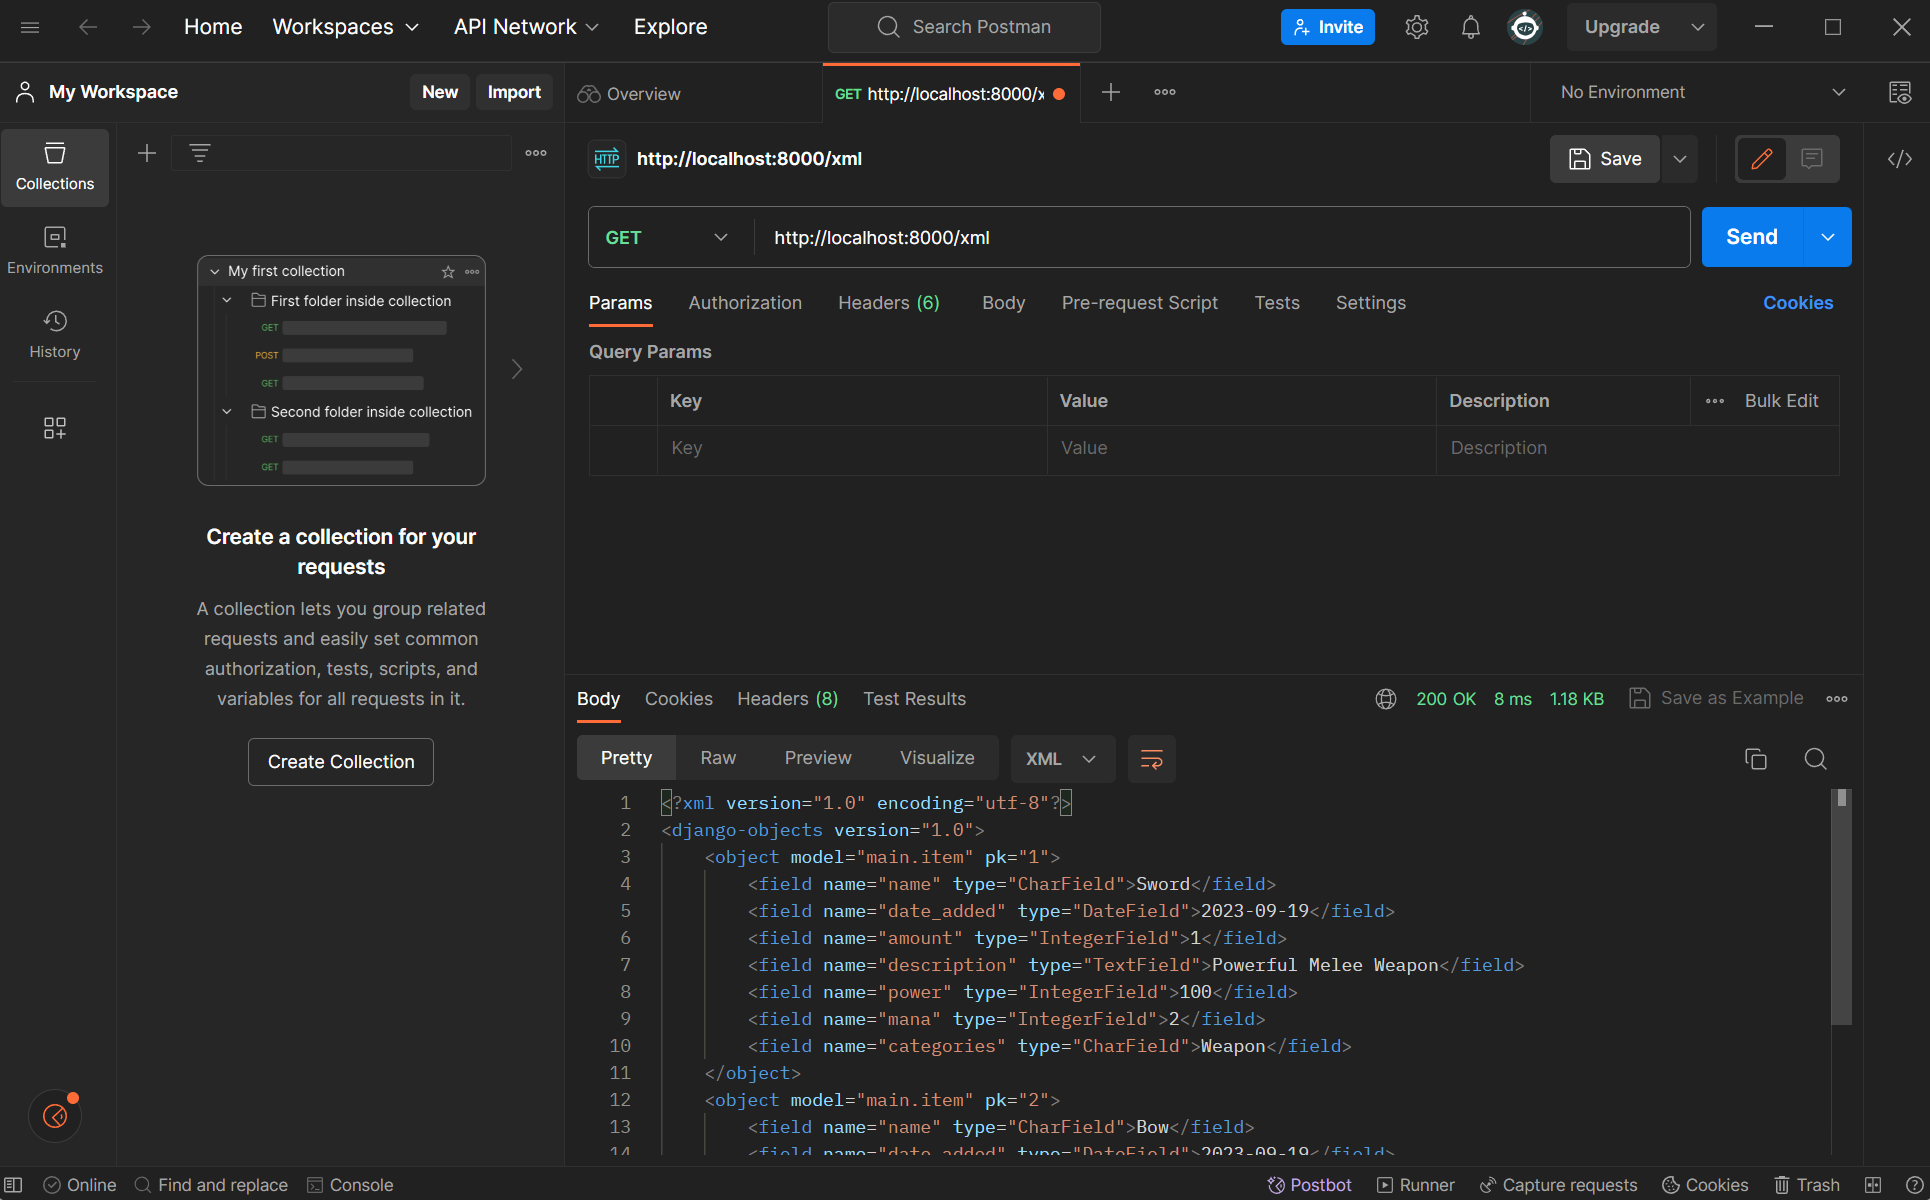 Home Workspaces API Network Explore Search Postman Invite Upgrade
My Workspace New Import Overview GET http://localhost:8000/x No Environment
Collections
Environments
History
My first collection
First folder inside collection
GET
POST
GET
Second folder inside collection
GET
GET
Create a collection for your
requests
A collection lets you group related
requests and easily set common
authorization, tests, scripts, and
variables for all requests in it.
Create Collection
HTTP http://localhost:8000/xml Save
GET http://localhost:8000/xml Send
Params Authorization Headers (6) Body Pre-request Script Tests Settings Cookies
Query Params
Key Value Description Bulk Edit
Key Value Description
Body Cookies Headers (8) Test Results 200 OK 8 ms 1.18 KB Save as Example
Pretty Raw Preview Visualize XML
1 <?xml version="1.0" encoding="utf-8"?>
2 <django-objects version="1.0">
3 <object model="main.item" pk="1">
4 <field name="name" type="CharField">Sword</field>
5 <field name="date_added" type="DateField">2023-09-19</field>
6 <field name="amount" type="IntegerField">1</field>
7 <field name="description" type="TextField">Powerful Melee Weapon</field>
8 <field name="power" type="IntegerField">100</field>
9 <field name="mana" type="IntegerField">2</field>
10 <field name="categories" type="CharField">Weapon</field>
11 </object>
12 <object model="main.item" pk="2">
13 <field name="name" type="CharField">Bow</field>
14 <field name="date_added" type="DateField">2023-09-19</field>
Online Find and replace Console Postbot Runner Capture requests Cookies Trash